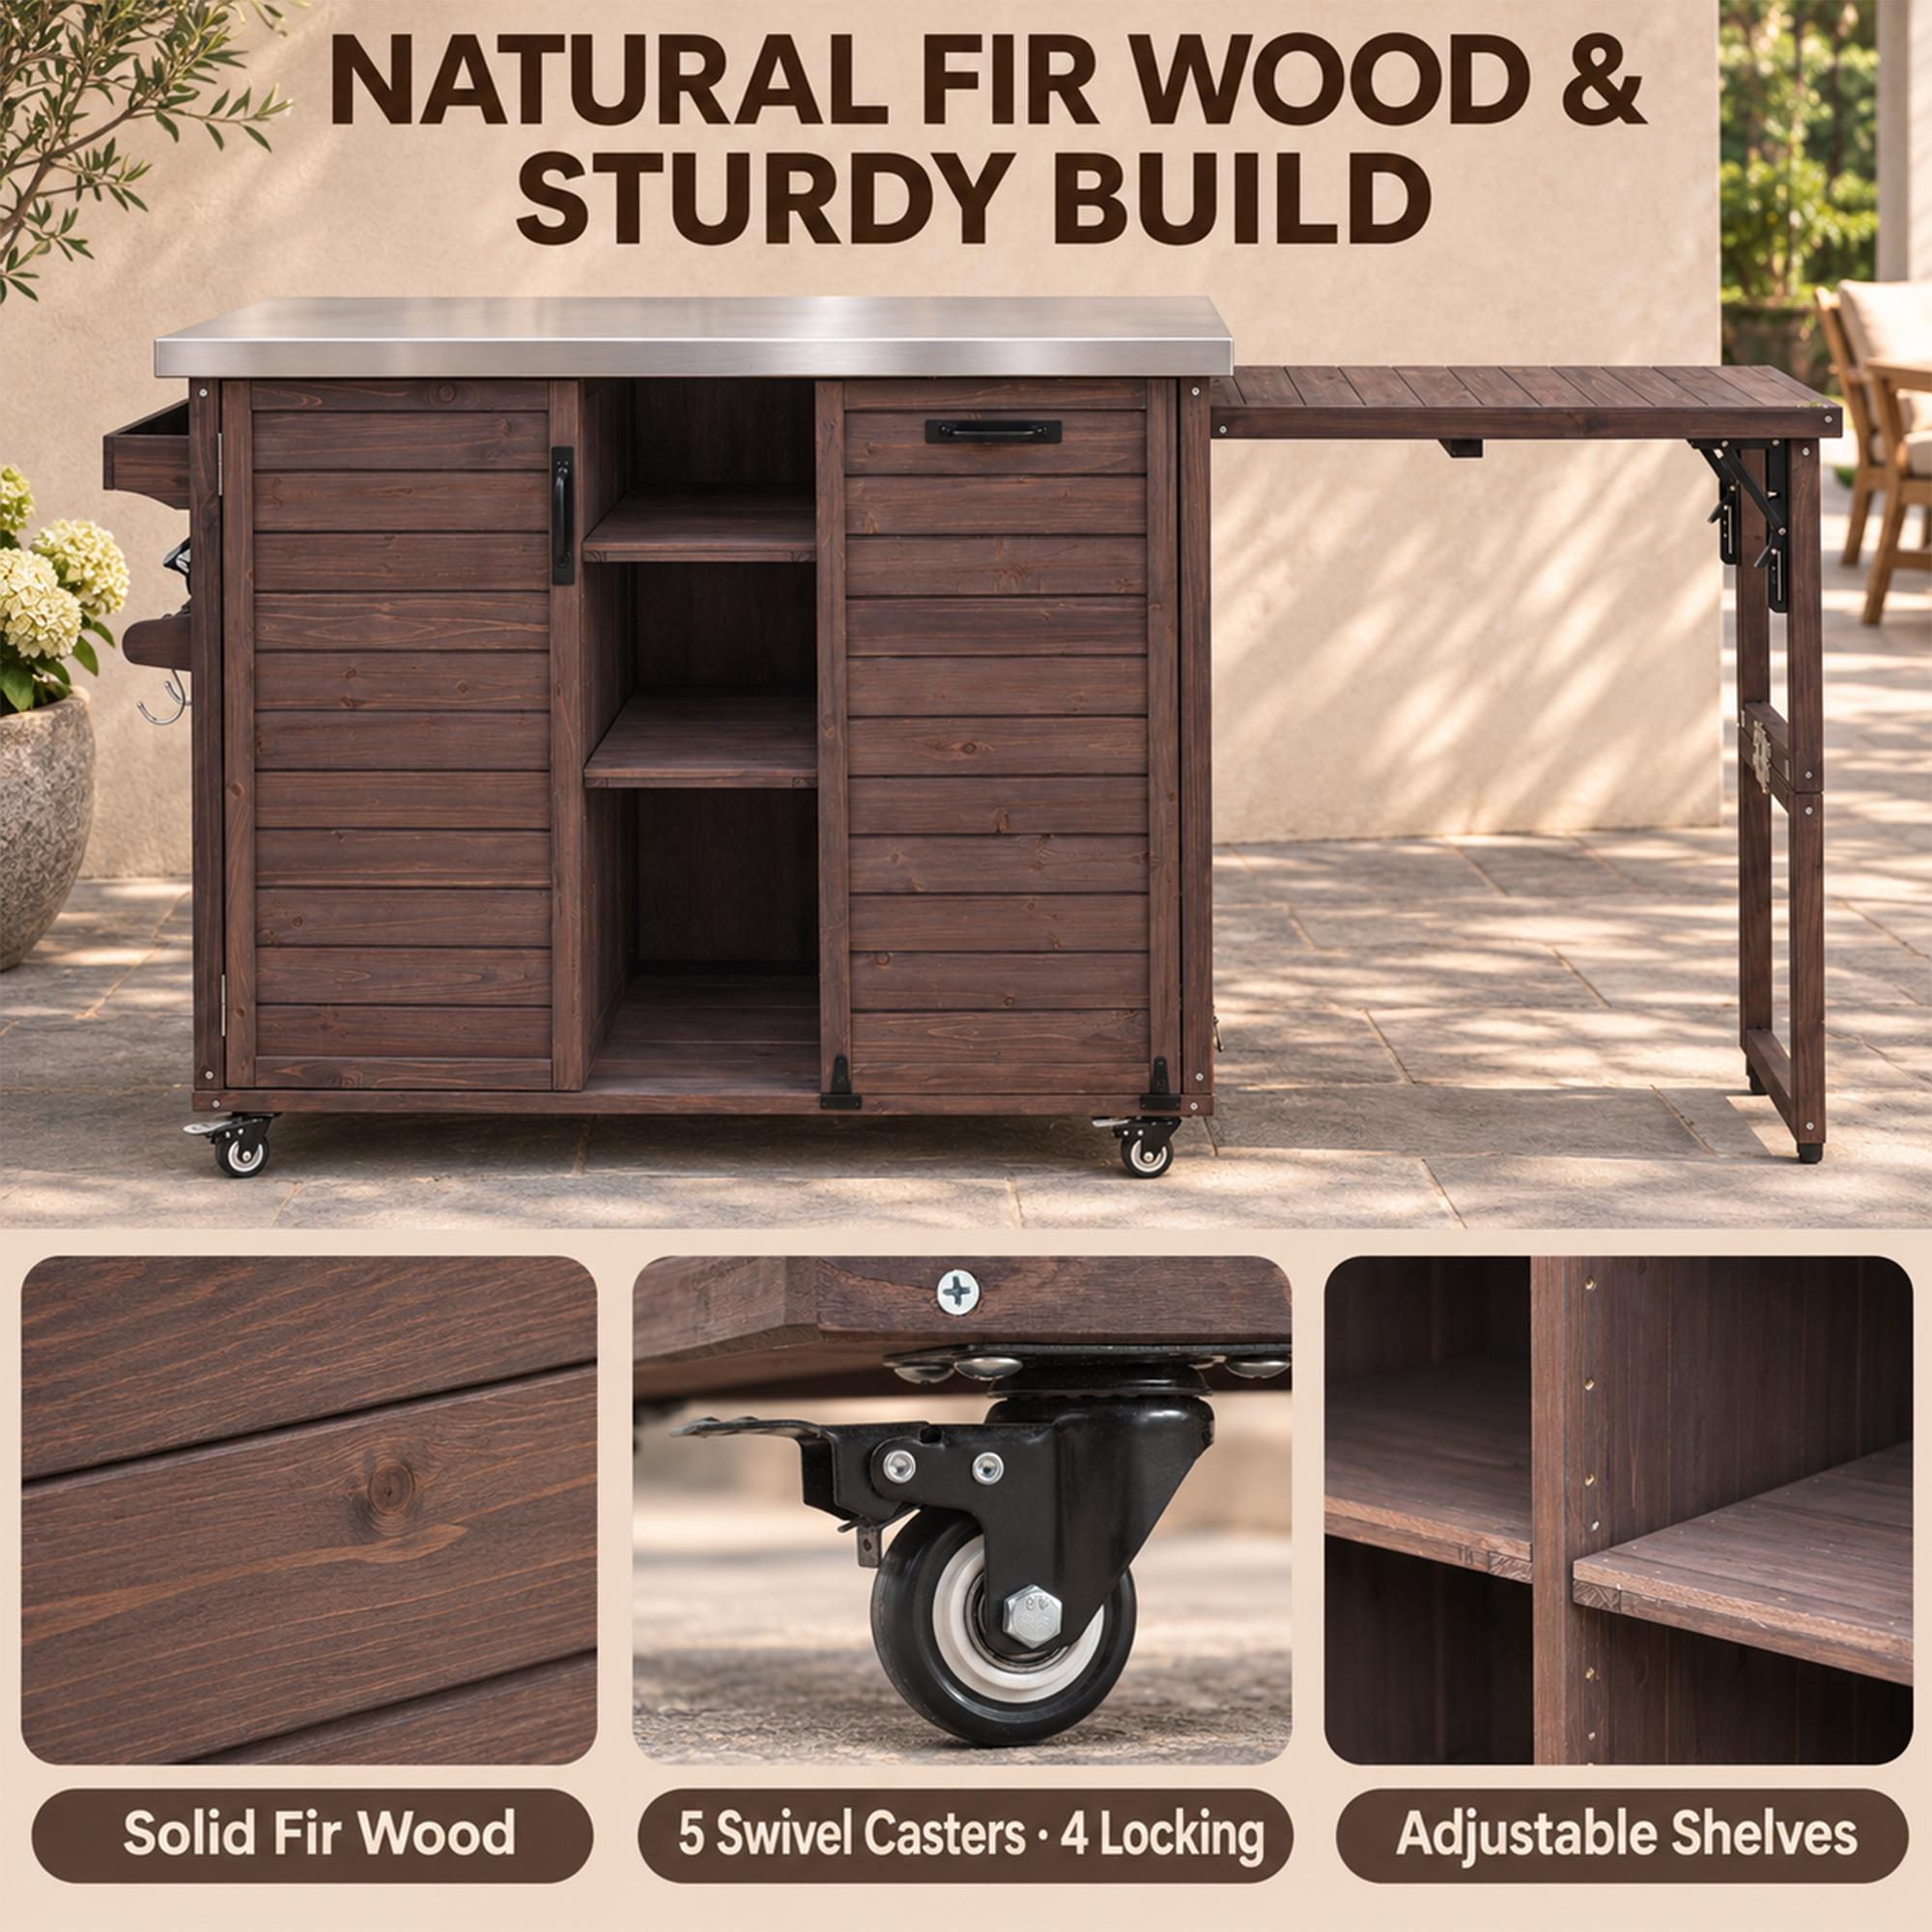 NATURAL FIR WOOD &
STURDY BUILD
Solid Fir Wood
5 Swivel Casters · 4 Locking
Adjustable Shelves